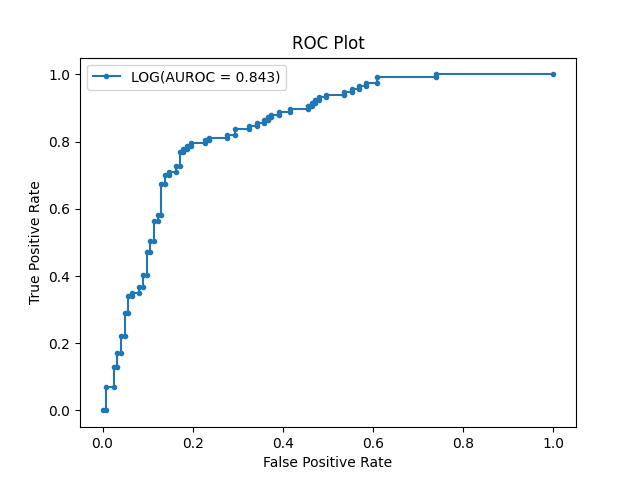 ROC Plot
LOG(AUROC = 0.843)
1.0
0.8
0.6
0.4
0.2
0.0
True Positive Rate
0.0 0.2 0.4 0.6 0.8 1.0
False Positive Rate